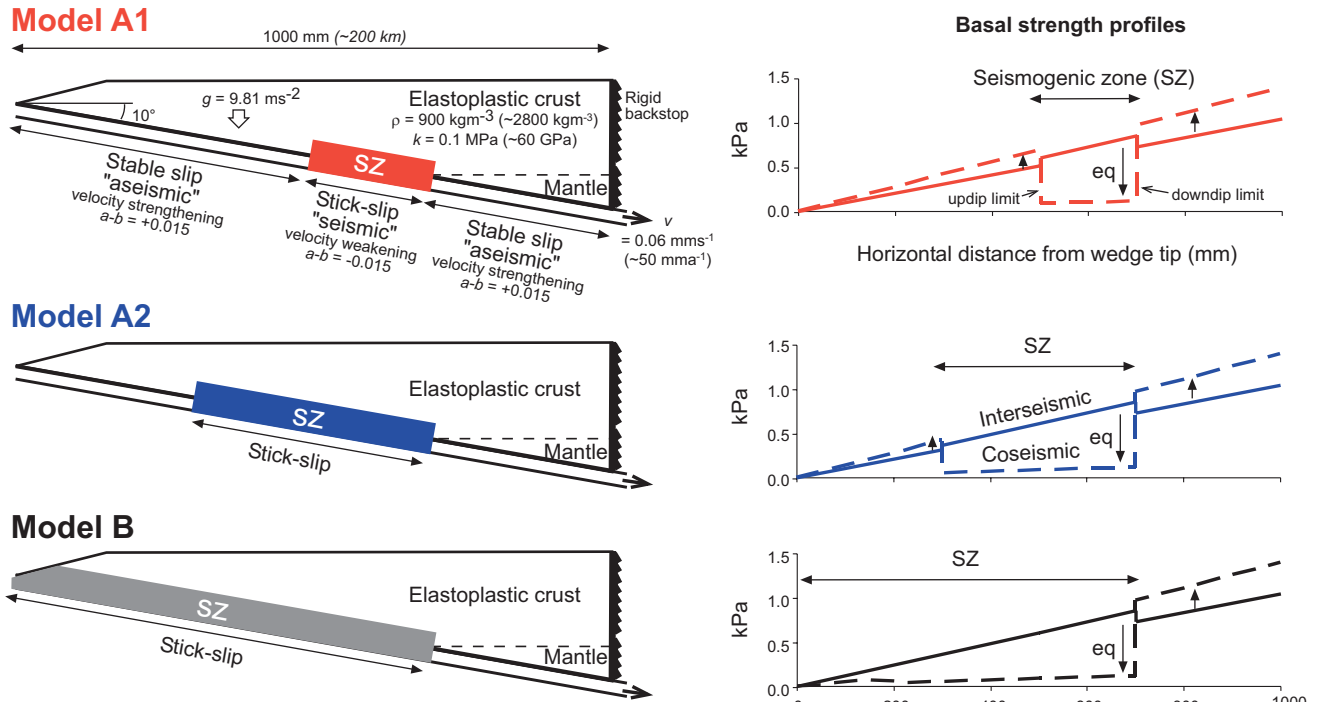 Model A1
1000 mm (~200 km)
g = 9.81 ms-2
10°
Elastoplastic crust
ρ = 900 kgm-3 (~2800 kgm-3)
k = 0.1 MPa (~60 GPa)
Rigid
backstop
SZ
Mantle
Stable slip
"aseismic"
velocity strengthening
a-b = +0.015
Stick-slip
"seismic"
velocity weakening
a-b = -0.015
Stable slip
"aseismic"
velocity strengthening
a-b = +0.015
v
= 0.06 mms-1
(~50 mma-1)
Basal strength profiles
Seismogenic zone (SZ)
1.5
1.0
0.5
0.0
kPa
eq
updip limit
downdip limit
Horizontal distance from wedge tip (mm)
Model A2
Elastoplastic crust
SZ
Mantle
Stick-slip
SZ
1.5
1.0
0.5
0.0
kPa
Interseismic
eq
Coseismic
Model B
Elastoplastic crust
SZ
Mantle
Stick-slip
SZ
1.5
1.0
0.5
0.0
kPa
eq
1000